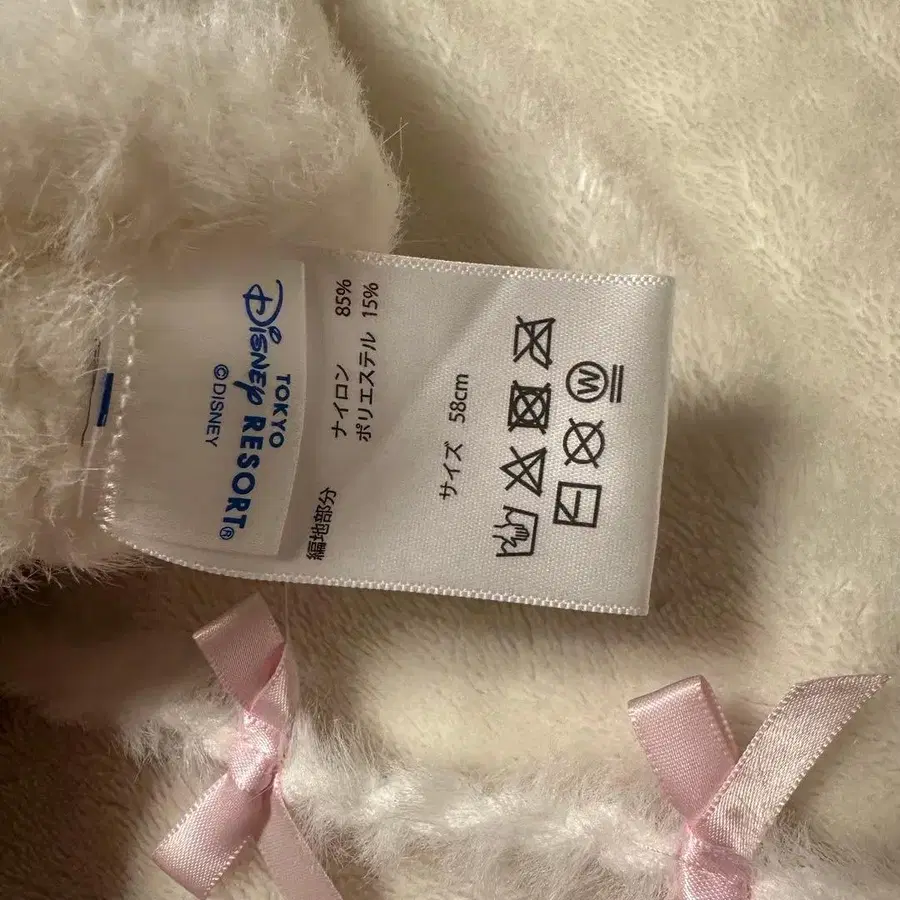 TOKYO
DISNEY RESORT®
©DISNEY
編地部分
ナイロン 85%
ポリエステル 15%
サイズ 58cm
W